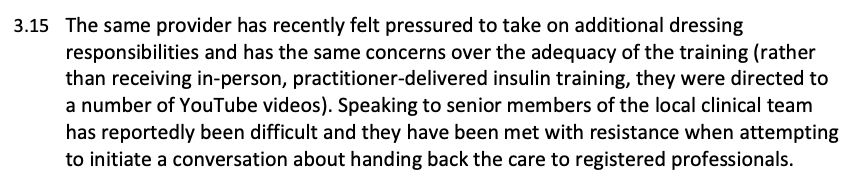 3.15 The same provider has recently felt pressured to take on additional dressing
responsibilities and has the same concerns over the adequacy of the training (rather
than receiving in-person, practitioner-delivered insulin training, they were directed to
a number of YouTube videos). Speaking to senior members of the local clinical team
has reportedly been difficult and they have been met with resistance when attempting
to initiate a conversation about handing back the care to registered professionals.